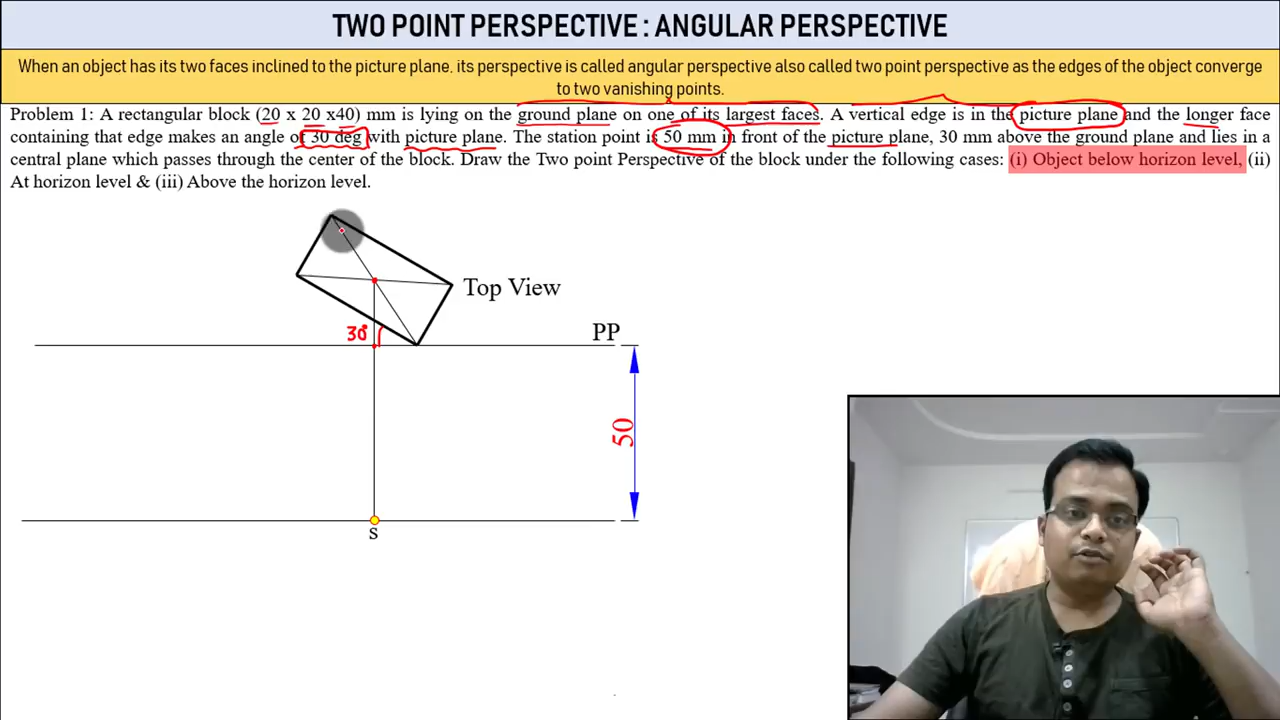 TWO POINT PERSPECTIVE : ANGULAR PERSPECTIVE
When an object has its two faces inclined to the picture plane. its perspective is called angular perspective also called two point perspective as the edges of the object converge
to two vanishing points.
Problem 1: A rectangular block (20 x 20 x40) mm is lying on the ground plane on one of its largest faces. A vertical edge is in the picture plane and the longer face
containing that edge makes an angle of 30 deg with picture plane. The station point is 50 mm in front of the picture plane, 30 mm above the ground plane and lies in a
central plane which passes through the center of the block. Draw the Two point Perspective of the block under the following cases: (i) Object below horizon level, (ii)
At horizon level & (iii) Above the horizon level.
Top View
30°
PP
50
s